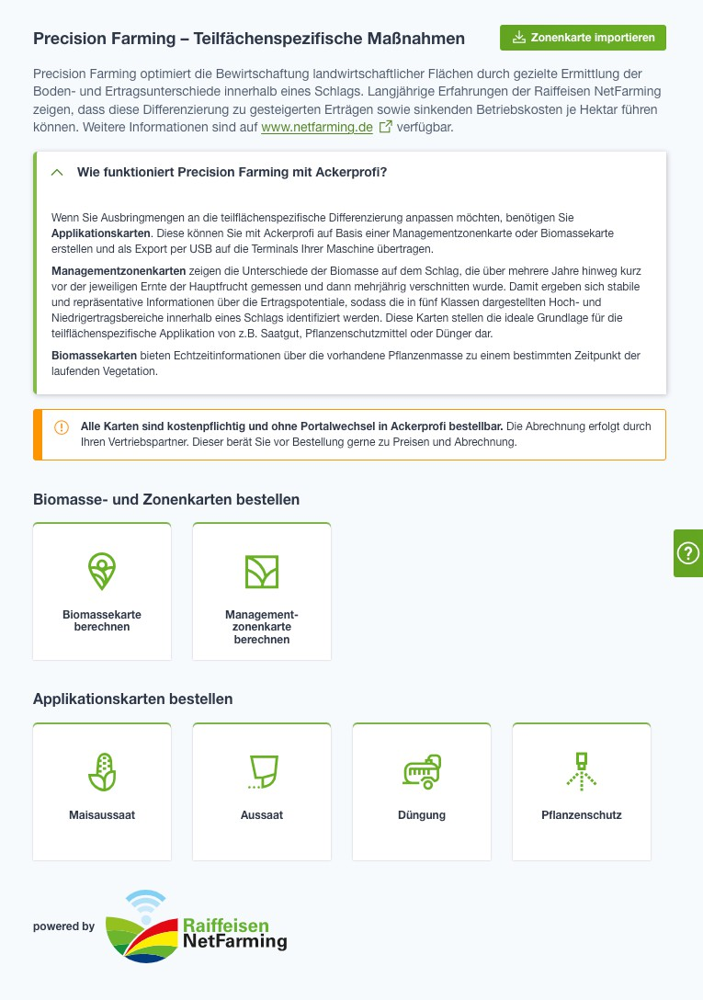 Precision Farming – Teilfächenspezifische Maßnahmen
Zonenkarte importieren
Precision Farming optimiert die Bewirtschaftung landwirtschaftlicher Flächen durch gezielte Ermittlung der
Boden- und Ertragsunterschiede innerhalb eines Schlags. Langjährige Erfahrungen der Raiffeisen NetFarming
zeigen, dass diese Differenzierung zu gesteigerten Erträgen sowie sinkenden Betriebskosten je Hektar führen
können. Weitere Informationen sind auf www.netfarming.de verfügbar.
Wie funktioniert Precision Farming mit Ackerprofi?
Wenn Sie Ausbringmengen an die teilflächenspezifische Differenzierung anpassen möchten, benötigen Sie
Applikationskarten. Diese können Sie mit Ackerprofi auf Basis einer Managementzonenkarte oder Biomassekarte
erstellen und als Export per USB auf die Terminals Ihrer Maschine übertragen.
Managementzonenkarten zeigen die Unterschiede der Biomasse auf dem Schlag, die über mehrere Jahre hinweg kurz
vor der jeweiligen Ernte der Hauptfrucht gemessen und dann mehrjährig verschnitten wurde. Damit ergeben sich stabile
und repräsentative Informationen über die Ertragspotentiale, sodass die in fünf Klassen dargestellten Hoch- und
Niedrigertragsbereiche innerhalb eines Schlags identifiziert werden. Diese Karten stellen die ideale Grundlage für die
teilflächenspezifische Applikation von z.B. Saatgut, Pflanzenschutzmittel oder Dünger dar.
Biomassekarten bieten Echtzeitinformationen über die vorhandene Pflanzenmasse zu einem bestimmten Zeitpunkt der
laufenden Vegetation.
Alle Karten sind kostenpflichtig und ohne Portalwechsel in Ackerprofi bestellbar. Die Abrechnung erfolgt durch
Ihren Vertriebspartner. Dieser berät Sie vor Bestellung gerne zu Preisen und Abrechnung.
Biomasse- und Zonenkarten bestellen
Biomassekarte
berechnen
Management-
zonenkarte
berechnen
?
Applikationskarten bestellen
Maisaussaat
Aussaat
Düngung
Pflanzenschutz
powered by
Raiffeisen
NetFarming